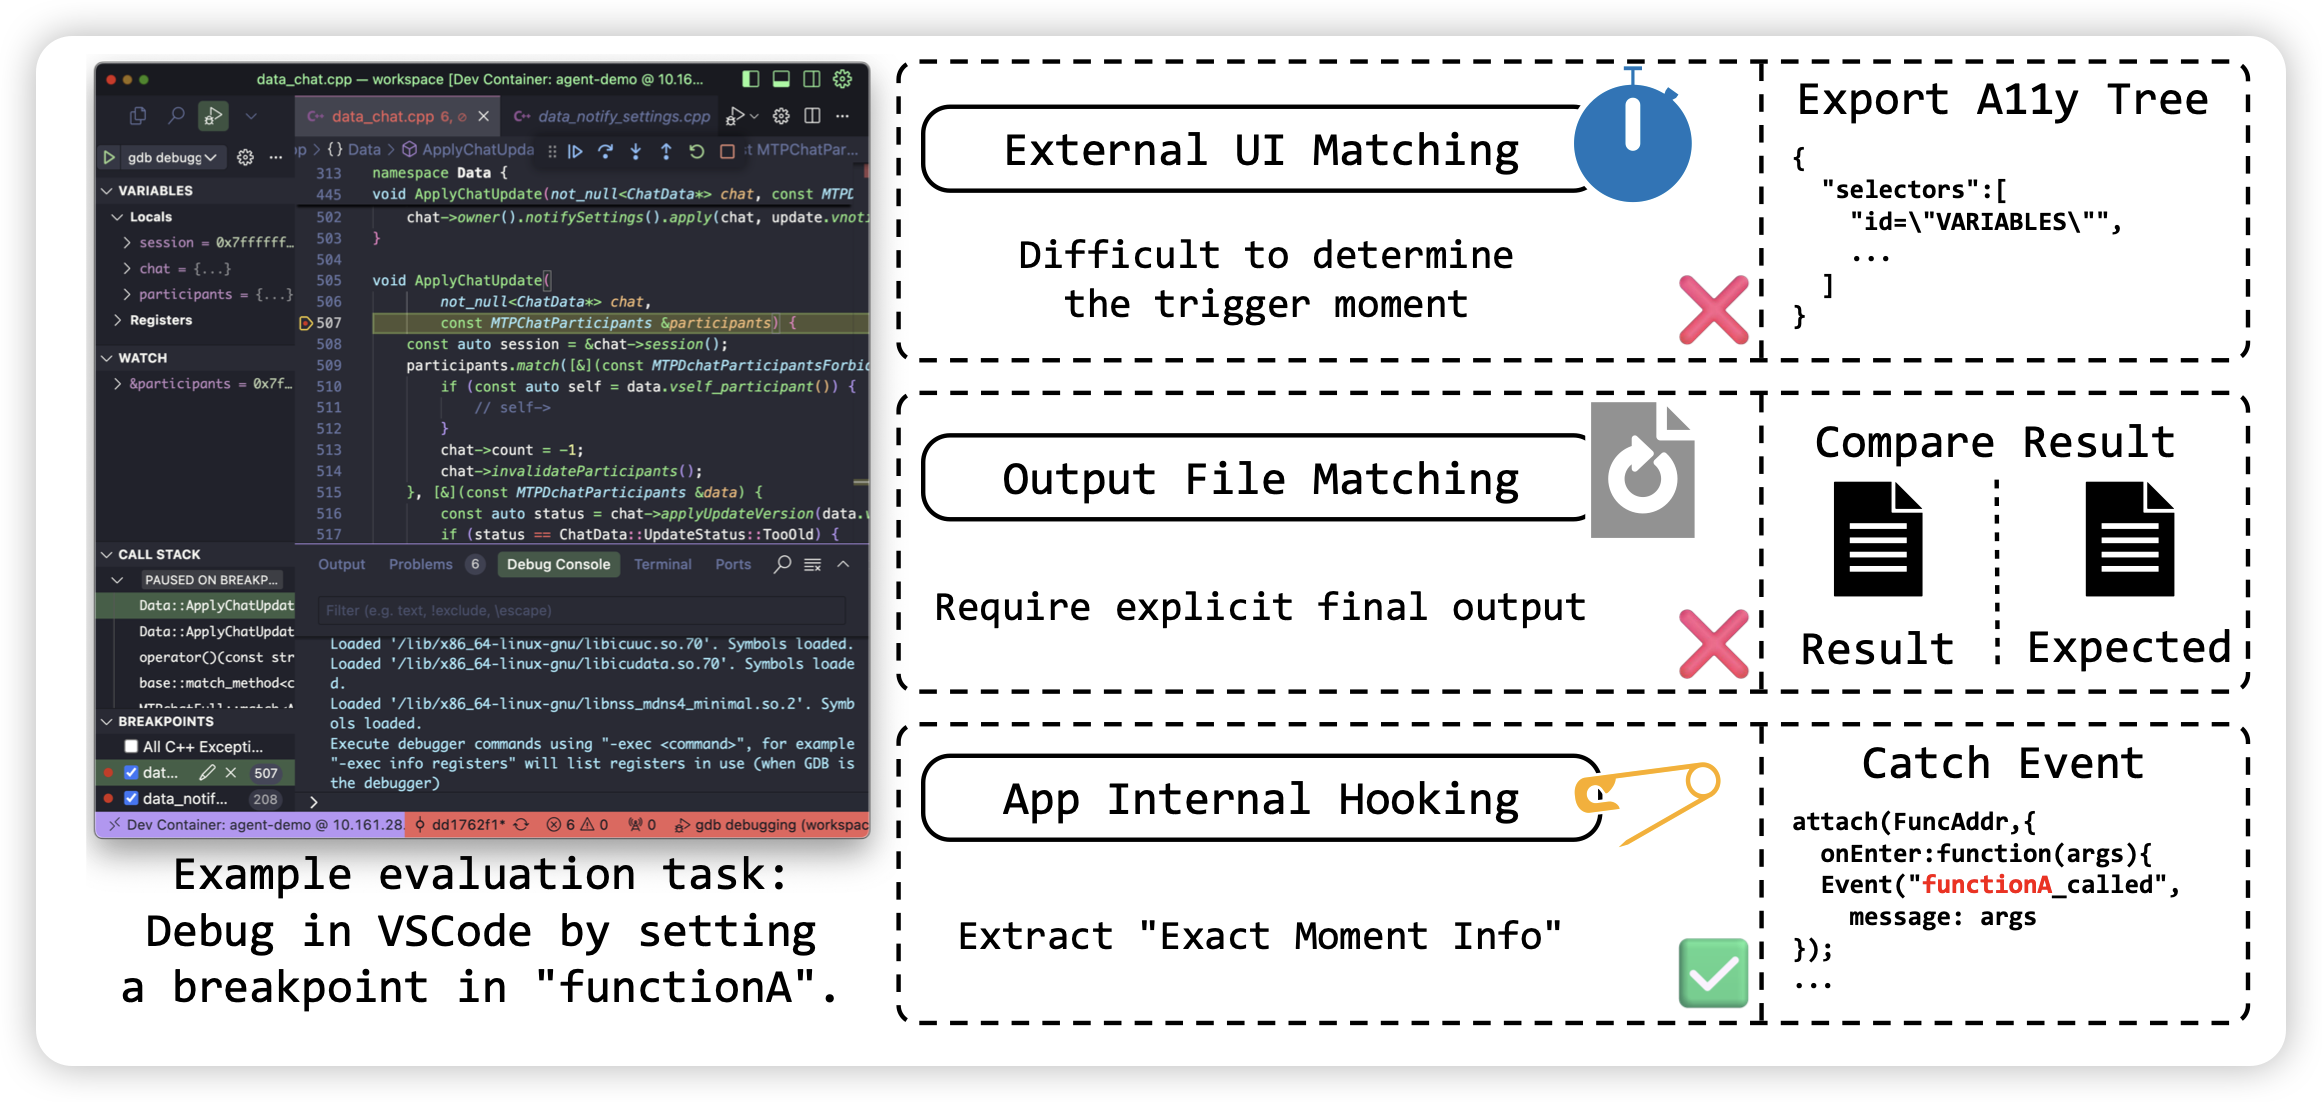 data_chat.cpp — workspace [Dev Container: agent-demo @ 10.16...
data_chat.cpp 6, data_notify_settings.cpp
gdb debugg
Data > ApplyChatUpda MTPChatPar...
VARIABLES
Locals
session = 0x7ffffff...
chat = {...}
participants = {...}
Registers
WATCH
&participants = 0x7f...
CALL STACK
PAUSED ON BREAKP...
Data::ApplyChatUpdat
Data::ApplyChatUpdat
operator()(const str
base::match_method<c
BREAKPOINTS
All C++ Excepti...
dat... 507
data_notif... 208
313 namespace Data {
445 void ApplyChatUpdate(not_null<ChatData*> chat, const MTPD
502 chat->owner().notifySettings().apply(chat, update.vnoti
503 }
504
505 void ApplyChatUpdate(
506 not_null<ChatData*> chat,
507 const MTPChatParticipants &participants) {
508 const auto session = &chat->session();
509 participants.match([&](const MTPDchatParticipantsForbid
510 if (const auto self = data.vself_participant()) {
511 // self->
512 }
513 chat->count = -1;
514 chat->invalidateParticipants();
515 }, [&](const MTPDchatParticipants &data) {
516 const auto status = chat->applyUpdateVersion(data.v
517 if (status == ChatData::UpdateStatus::TooOld) {
Output Problems 6 Debug Console Terminal Ports
Filter (e.g. text, !exclude, \escape)
Loaded '/lib/x86_64-linux-gnu/libicuuc.so.70'. Symbols loaded.
Loaded '/lib/x86_64-linux-gnu/libicudata.so.70'. Symbols loade
d.
Loaded '/lib/x86_64-linux-gnu/libnss_mdns4_minimal.so.2'. Symb
ols loaded.
Execute debugger commands using "-exec <command>", for example
"-exec info registers" will list registers in use (when GDB is
the debugger)
Dev Container: agent-demo @ 10.161.28. dd1762f1* 6 0 0 gdb debugging (workspac
Example evaluation task:
Debug in VSCode by setting
a breakpoint in "functionA".
External UI Matching
Difficult to determine
the trigger moment
Export A11y Tree
{
"selectors":[
"id=\"VARIABLES\"",
...
]
}
Output File Matching
Require explicit final output
Compare Result
Result Expected
App Internal Hooking
Extract "Exact Moment Info"
Catch Event
attach(FuncAddr,{
onEnter:function(args){
Event("functionA_called",
message: args
});
...